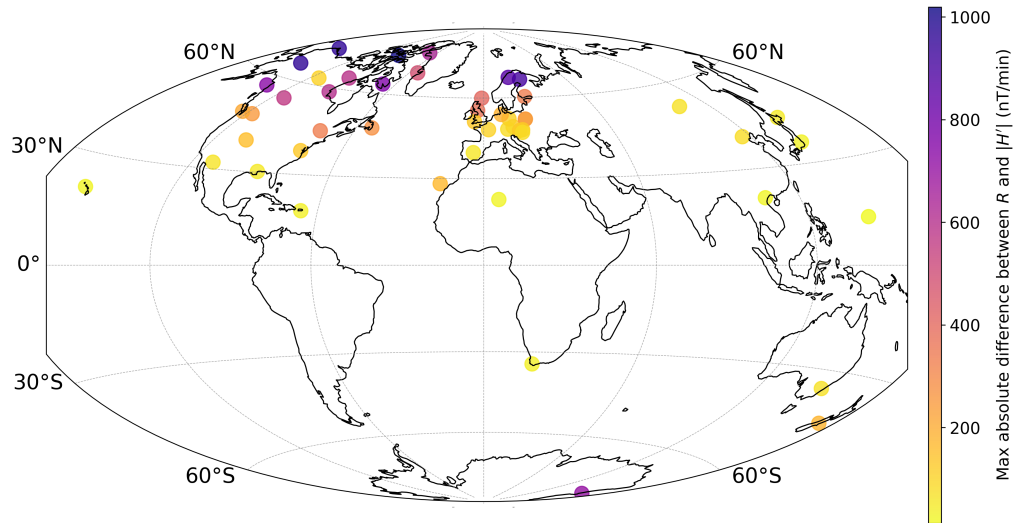 60°N
60°N
30°N
0°
30°S
60°S
60°S
1000
800
600
400
200
Max absolute difference between R and |H′| (nT/min)